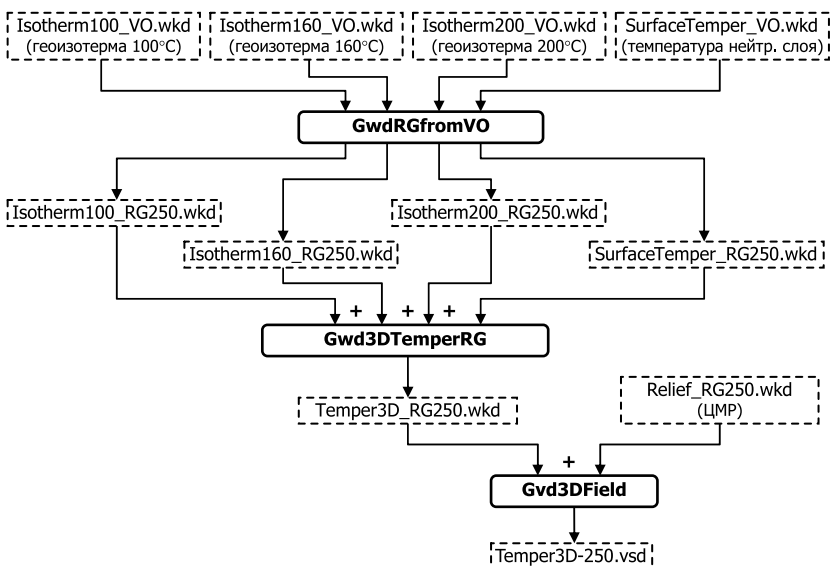 Isotherm100_VO.wkd
(геоизотерма 100°C)
Isotherm160_VO.wkd
(геоизотерма 160°C)
Isotherm200_VO.wkd
(геоизотерма 200°C)
SurfaceTemper_VO.wkd
(температура нейтр. слоя)
GwdRGfromVO
Isotherm100_RG250.wkd
Isotherm200_RG250.wkd
Isotherm160_RG250.wkd
SurfaceTemper_RG250.wkd
+ + +
Gwd3DTemperRG
Temper3D_RG250.wkd
Relief_RG250.wkd
(ЦМР)
+
Gvd3DField
Temper3D-250.vsd